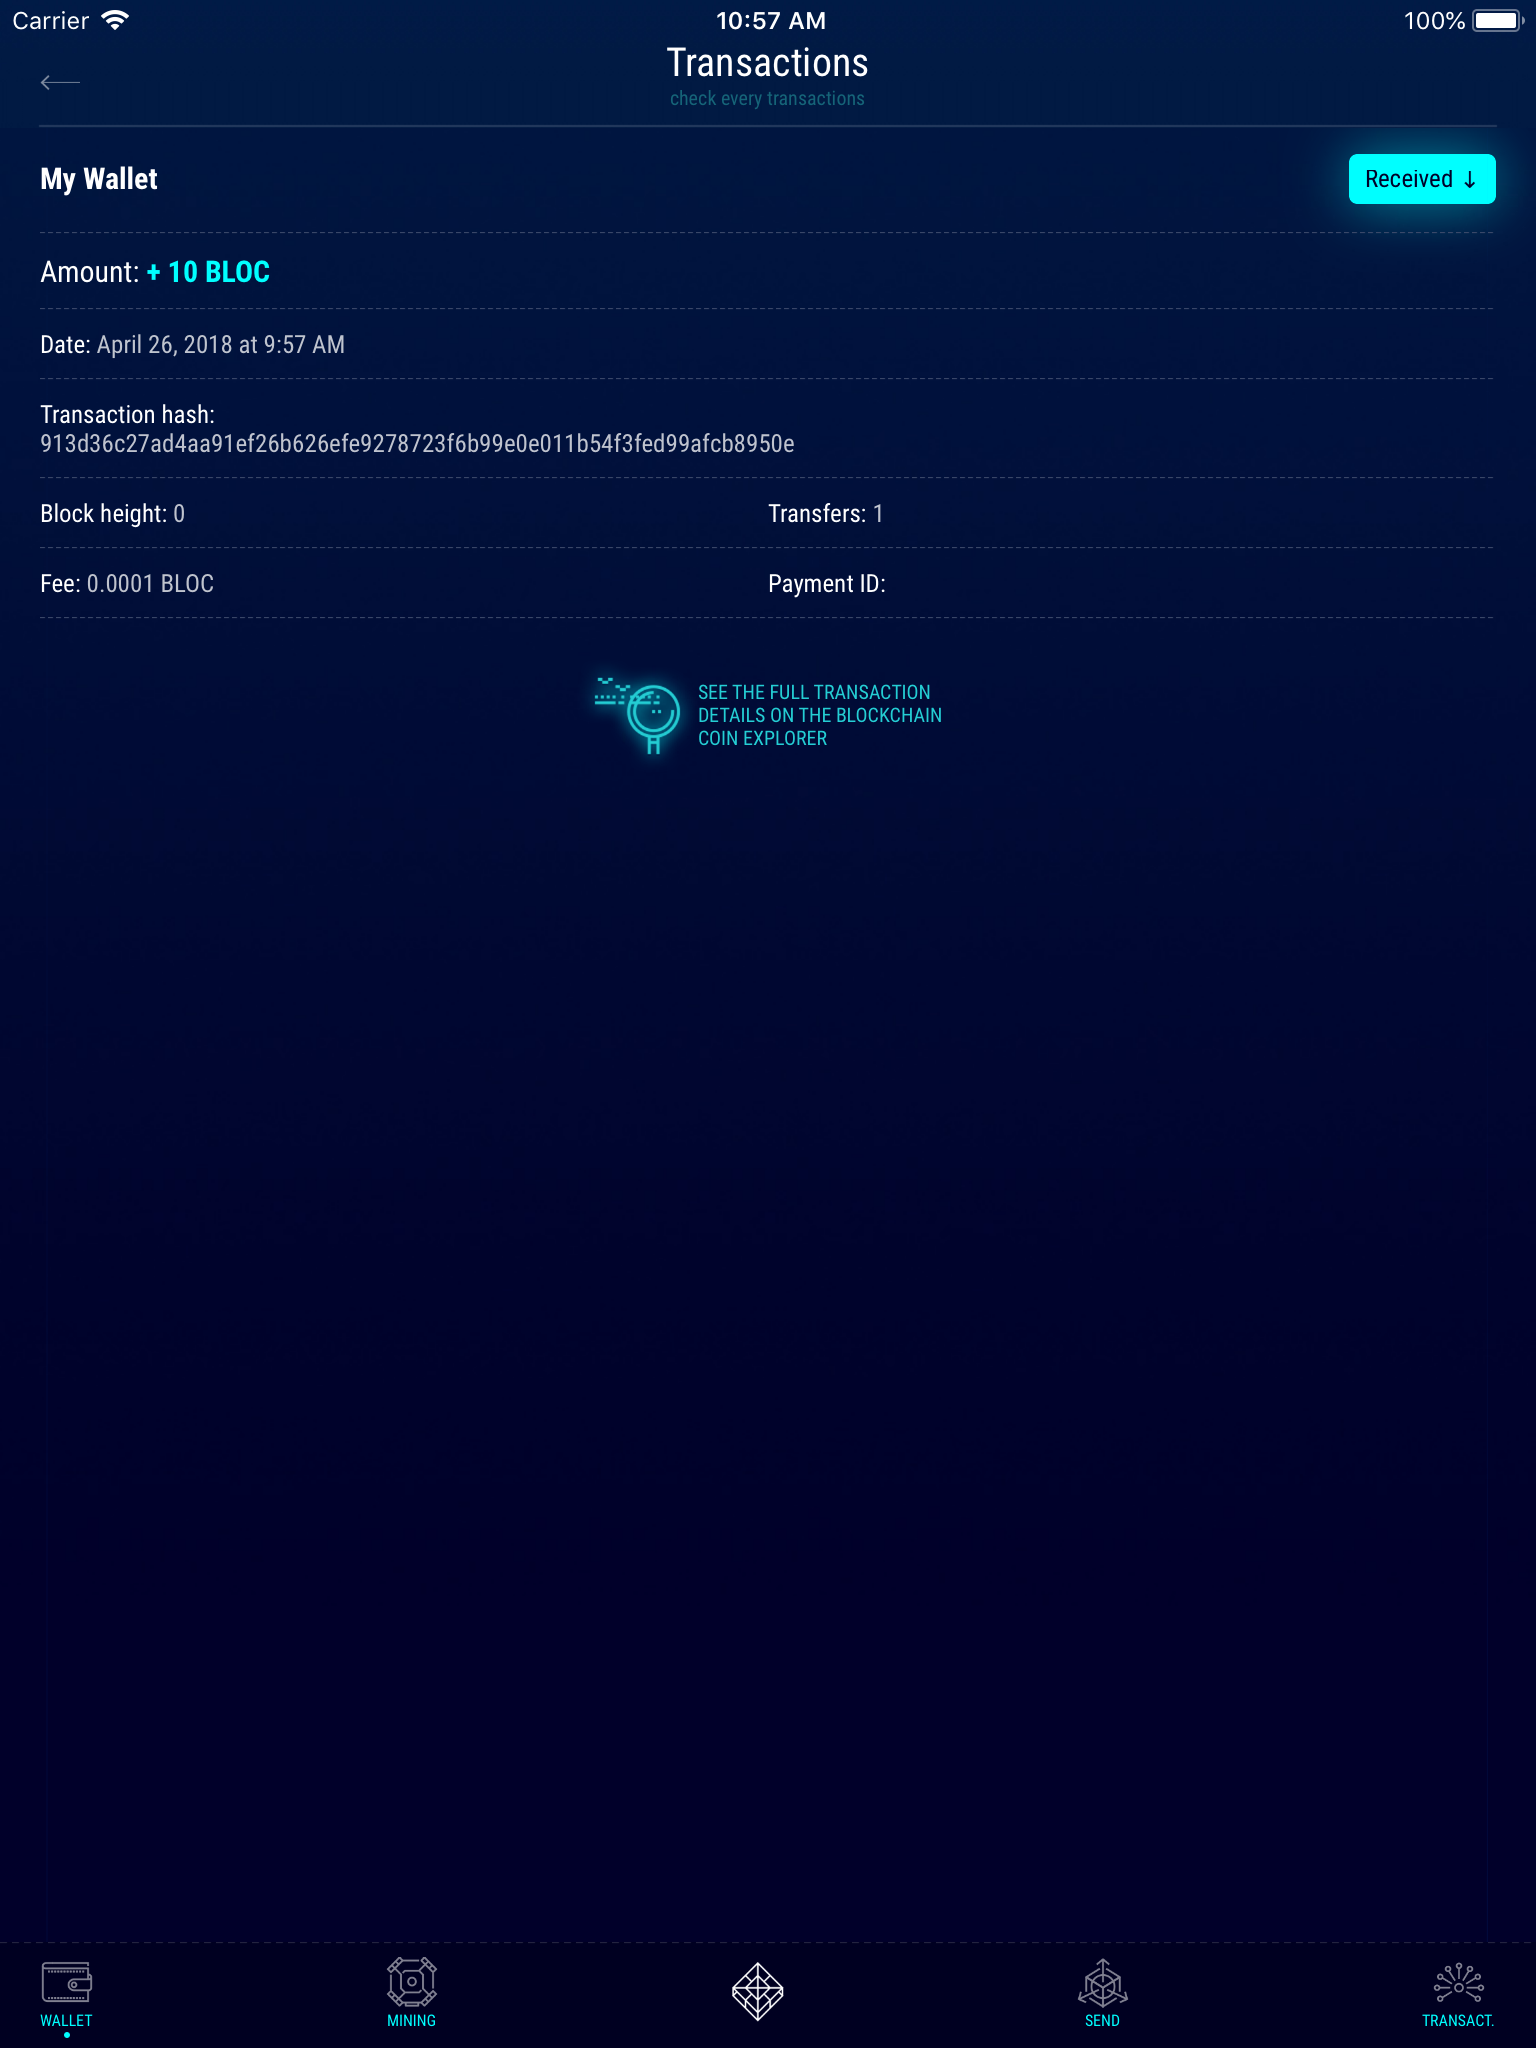 Carrier 10:57 AM 100%
Transactions
check every transactions
My Wallet Received ↓
Amount: + 10 BLOC
Date: April 26, 2018 at 9:57 AM
Transaction hash:
913d36c27ad4aa91ef26b626efe9278723f6b99e0e011b54f3fed99afcb8950e
Block height: 0 Transfers: 1
Fee: 0.0001 BLOC Payment ID:
SEE THE FULL TRANSACTION
DETAILS ON THE BLOCKCHAIN
COIN EXPLORER
WALLET MINING SEND TRANSACT.